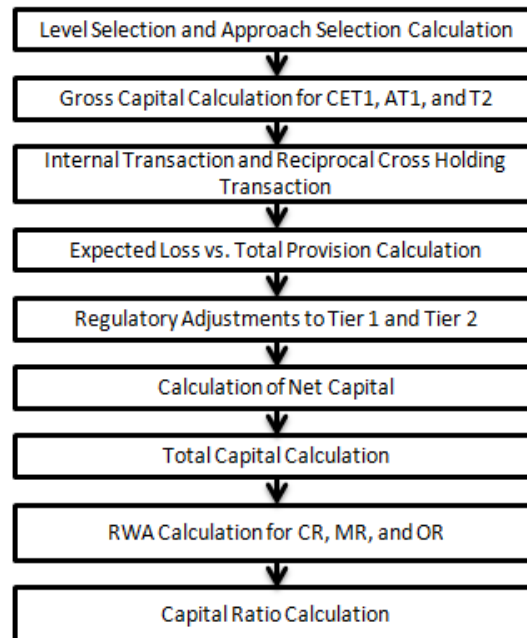 Level Selection and Approach Selection Calculation
Gross Capital Calculation for CET1, AT1, and T2
Internal Transaction and Reciprocal Cross Holding
Transaction
Expected Loss vs. Total Provision Calculation
Regulatory Adjustments to Tier 1 and Tier 2
Calculation of Net Capital
Total Capital Calculation
RWA Calculation for CR, MR, and OR
Capital Ratio Calculation